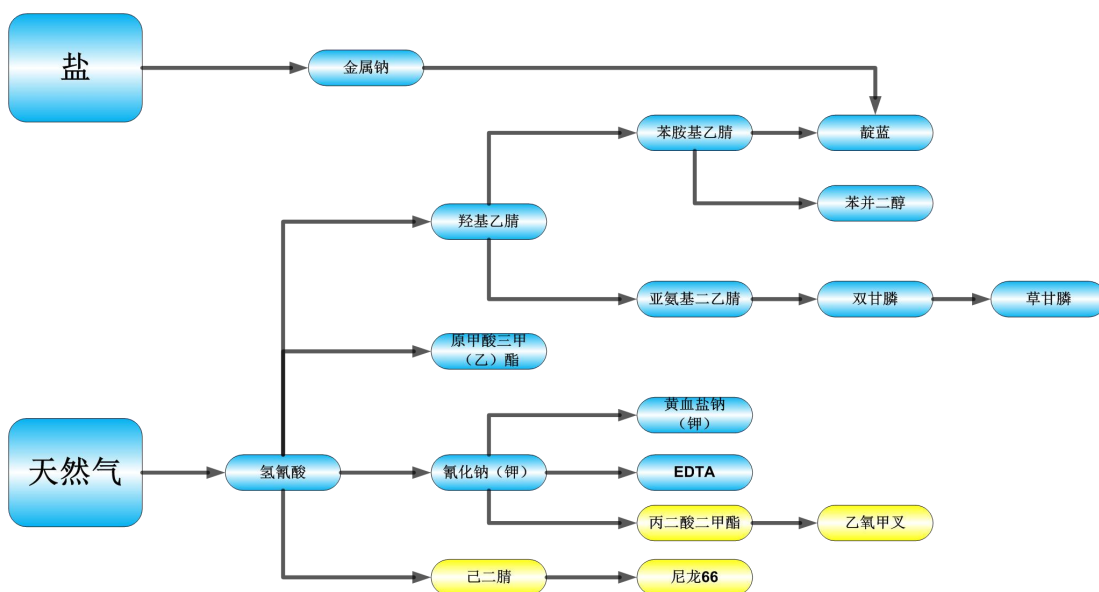 盐
金属钠
苯胺基乙腈
靛蓝
苯并二醇
羟基乙腈
亚氨基二乙腈
双甘膦
草甘膦
原甲酸三甲
（乙）酯
天然气
氢氰酸
氰化钠（钾）
黄血盐钠
（钾）
EDTA
丙二酸二甲酯
乙氧甲叉
己二腈
尼龙66